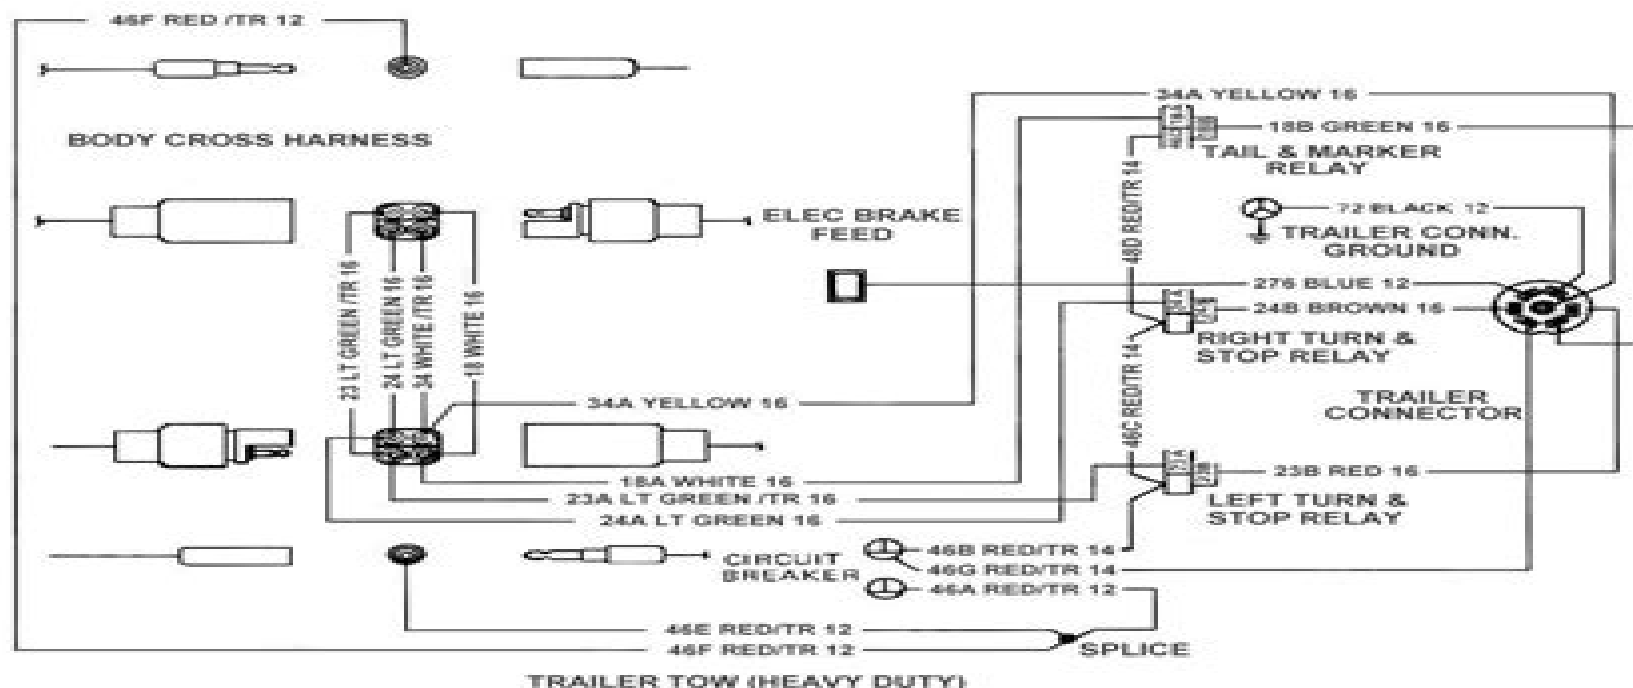 46F RED /TR 12
34A YELLOW 16
18B GREEN 16
BODY CROSS HARNESS
TAIL & MARKER
RELAY
48D RED/TR 14
ELEC BRAKE
FEED
72 BLACK 12
TRAILER CONN.
GROUND
276 BLUE 12
24B BROWN 16
23 LT GREEN /TR 16
24 LT GREEN 16
34 WHITE /TR 16
18 WHITE 16
RIGHT TURN &
STOP RELAY
46C RED/TR 14
TRAILER
CONNECTOR
34A YELLOW 16
18A WHITE 16
23A LT GREEN /TR 16
24A LT GREEN 16
23B RED 16
LEFT TURN &
STOP RELAY
CIRCUIT
BREAKER
46B RED/TR 14
46G RED/TR 14
46A RED/TR 12
46E RED/TR 12
46F RED/TR 12
SPLICE
TRAILER TOW (HEAVY DUTY)